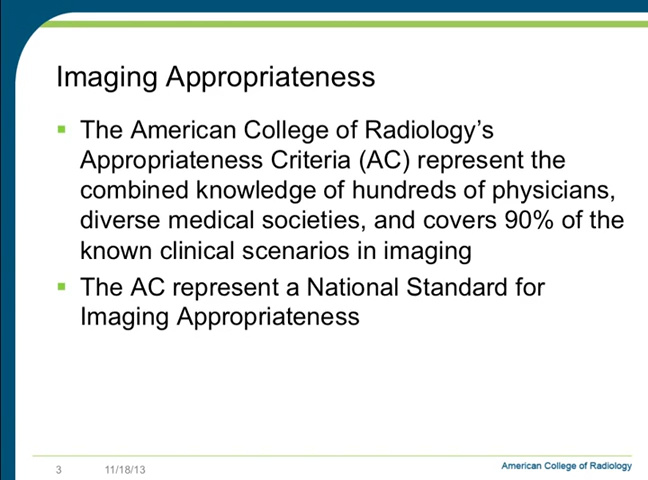 Imaging Appropriateness
The American College of Radiology's
Appropriateness Criteria (AC) represent the
combined knowledge of hundreds of physicians,
diverse medical societies, and covers 90% of the
known clinical scenarios in imaging
The AC represent a National Standard for
Imaging Appropriateness
3 11/18/13 American College of Radiology